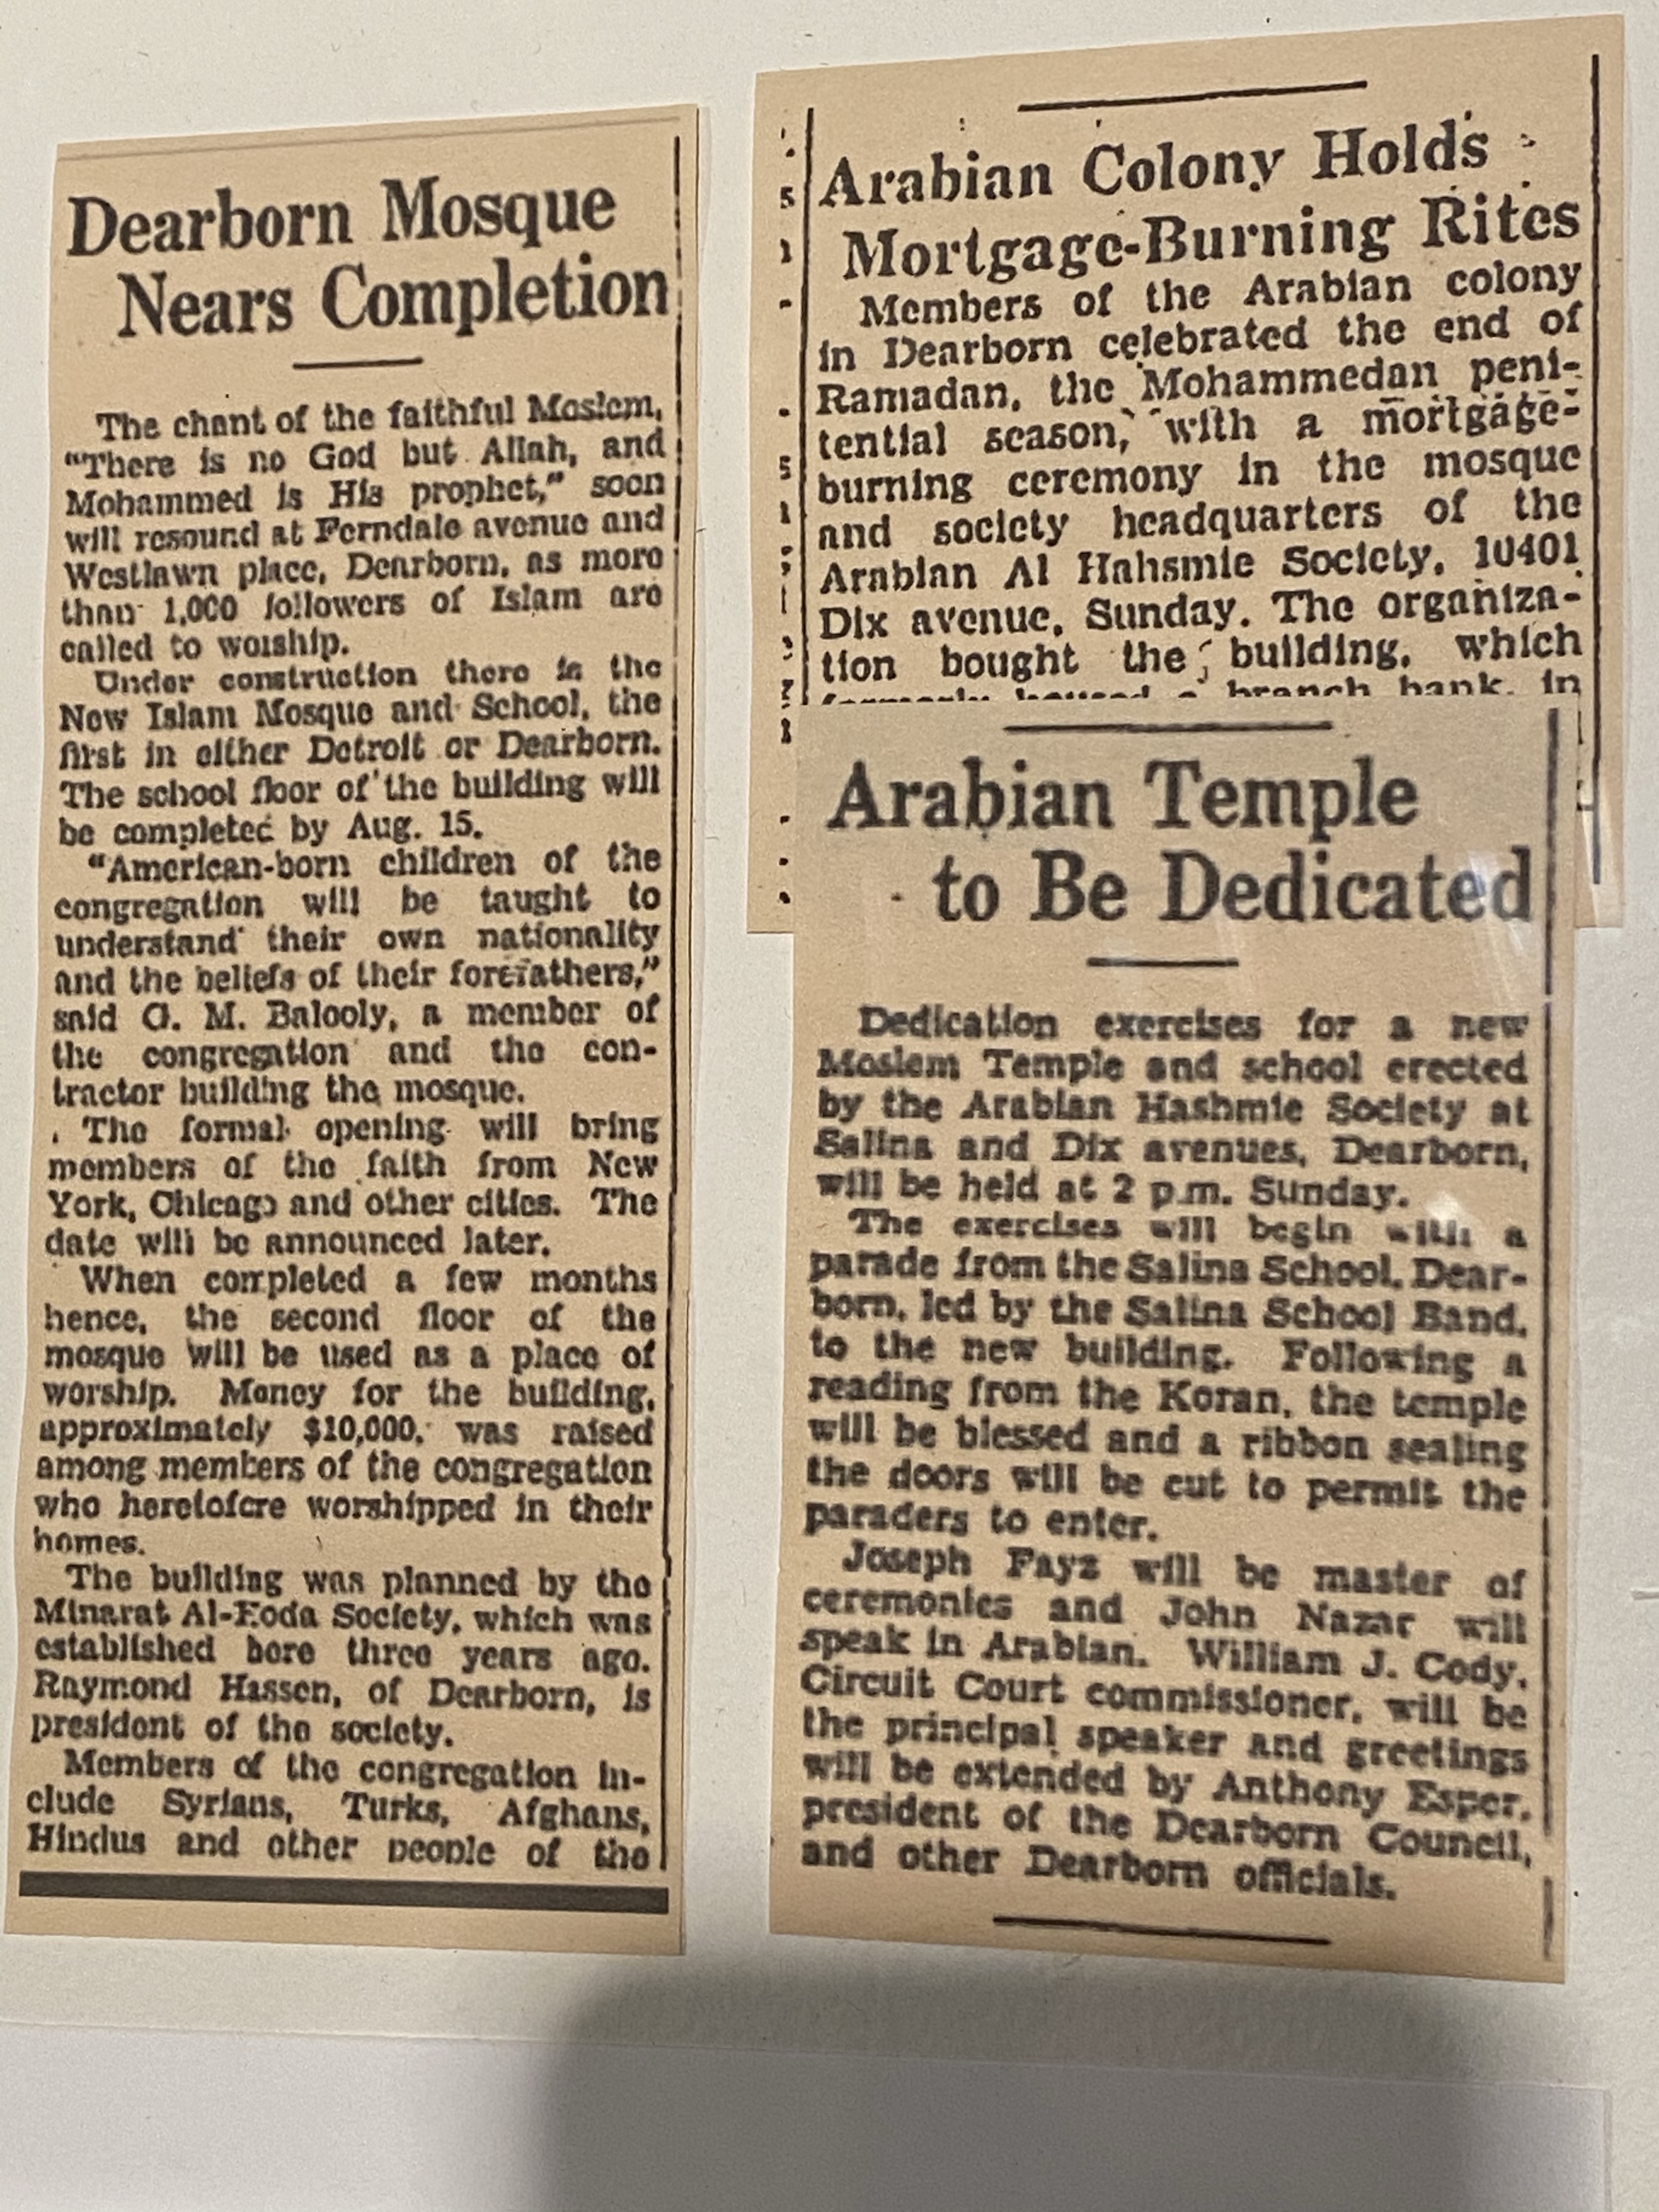 Dearborn Mosque
Nears Completion
The chant of the faithful Moslem,
"There is no God but Allah, and
Mohammed is His prophet," soon
will resound at Ferndale avenue and
Westlawn place, Dearborn, as more
than 1,000 followers of Islam are
called to worship.
Under construction there is the
New Islam Mosque and School, the
first in either Detroit or Dearborn.
The school floor of the building will
be completed by Aug. 15.
"American-born children of the
congregation will be taught to
understand their own nationality
and the beliefs of their forefathers,"
said G. M. Balooly, a member of
the congregation and the con-
tractor building the mosque.
The formal opening will bring
members of the faith from New
York, Chicago and other cities. The
date will be announced later.
When completed a few months
hence, the second floor of the
mosque will be used as a place of
worship. Money for the building,
approximately $10,000, was raised
among members of the congregation
who heretofore worshipped in their
homes.
The building was planned by the
Minarat Al-Hoda Society, which was
established here three years ago.
Raymond Hassen, of Dearborn, is
president of the society.
Members of the congregation in-
clude Syrians, Turks, Afghans,
Hindus and other people of the
Arabian Colony Holds
Mortgage-Burning Rites
Members of the Arabian colony
in Dearborn celebrated the end of
Ramadan, the Mohammedan peni-
tential season, with a mortgage-
burning ceremony in the mosque
and society headquarters of the
Arabian Al Hahsmie Society, 10401
Dix avenue, Sunday. The organiza-
tion bought the building, which
formerly housed a branch bank, in
Arabian Temple
to Be Dedicated
Dedication exercises for a new
Moslem Temple and school erected
by the Arabian Hashmie Society at
Salina and Dix avenues, Dearborn,
will be held at 2 p.m. Sunday.
The exercises will begin with a
parade from the Salina School, Dear-
born, led by the Salina School Band,
to the new building. Following a
reading from the Koran, the temple
will be blessed and a ribbon sealing
the doors will be cut to permit the
paraders to enter.
Joseph Fayz will be master of
ceremonies and John Nazar will
speak in Arabian. William J. Cody,
Circuit Court commissioner, will be
the principal speaker and greetings
will be extended by Anthony Esper,
president of the Dearborn Council,
and other Dearborn officials.